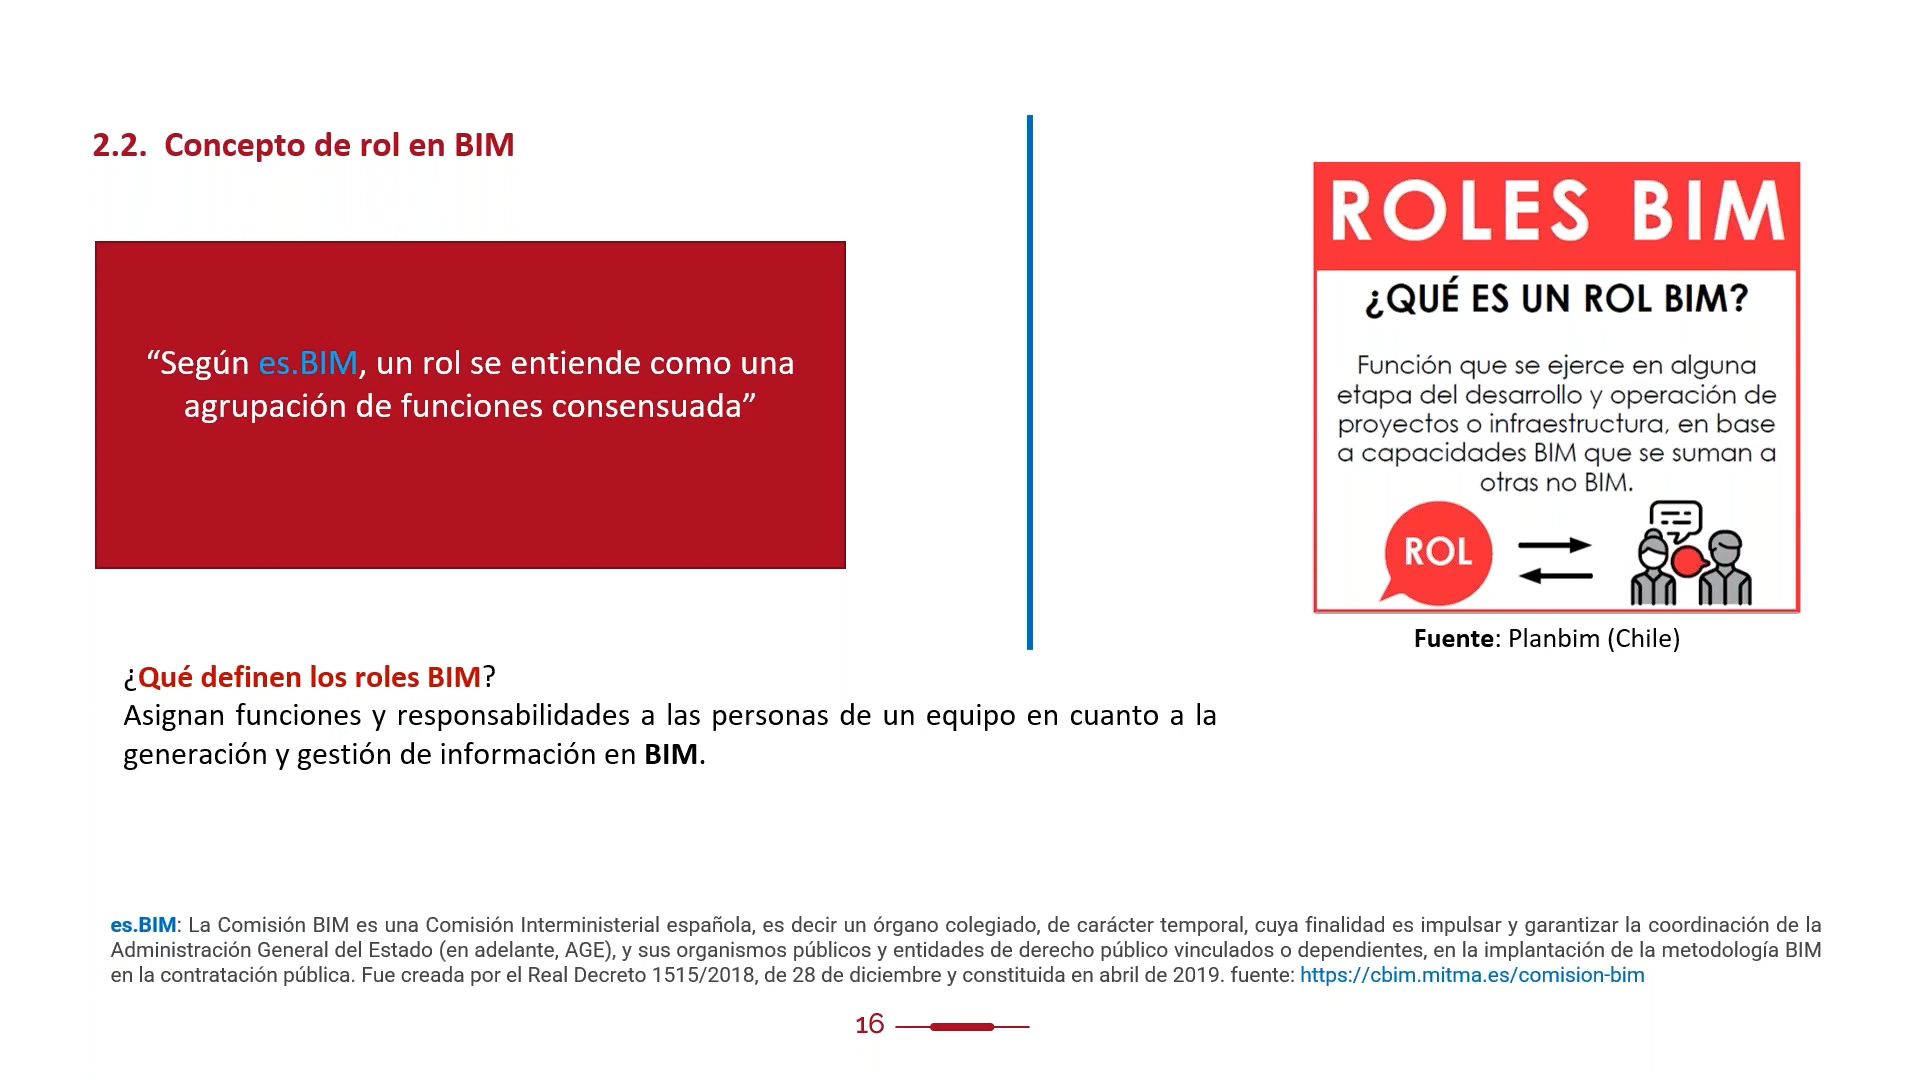 2.2. Concepto de rol en BIM
“Según es.BIM, un rol se entiende como una
agrupación de funciones consensuada”
ROLES BIM
¿QUÉ ES UN ROL BIM?
Función que se ejerce en alguna
etapa del desarrollo y operación de
proyectos o infraestructura, en base
a capacidades BIM que se suman a
otras no BIM.
ROL
Fuente: Planbim (Chile)
¿Qué definen los roles BIM?
Asignan funciones y responsabilidades a las personas de un equipo en cuanto a la
generación y gestión de información en BIM.
es.BIM: La Comisión BIM es una Comisión Interministerial española, es decir un órgano colegiado, de carácter temporal, cuya finalidad es impulsar y garantizar la coordinación de la
Administración General del Estado (en adelante, AGE), y sus organismos públicos y entidades de derecho público vinculados o dependientes, en la implantación de la metodología BIM
en la contratación pública. Fue creada por el Real Decreto 1515/2018, de 28 de diciembre y constituida en abril de 2019. fuente: https://cbim.mitma.es/comision-bim
16